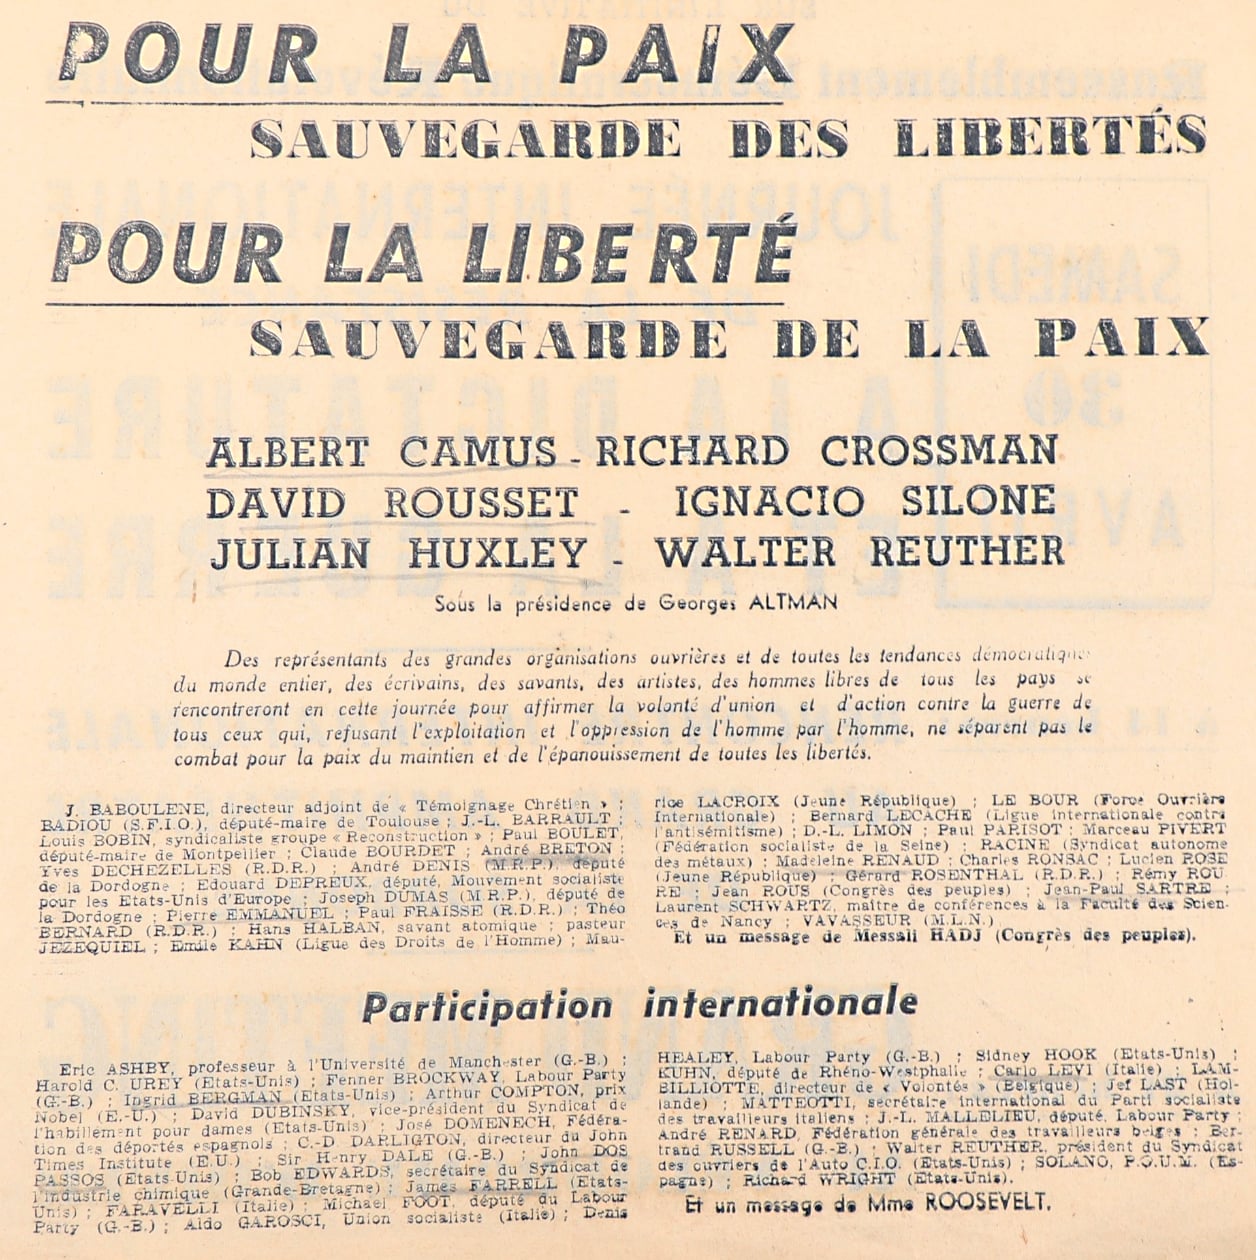 POUR LA PAIX
SAUVEGARDE DES LIBERTÉS
POUR LA LIBERTÉ
SAUVEGARDE DE LA PAIX
ALBERT CAMUS - RICHARD CROSSMAN
DAVID ROUSSET - IGNACIO SILONE
JULIAN HUXLEY - WALTER REUTHER
Sous la présidence de Georges ALTMAN
Des représentants des grandes organisations ouvrières et de toutes les tendances démocratiques
du monde entier, des écrivains, des savants, des artistes, des hommes libres de tous les pays se
rencontreront en cette journée pour affirmer la volonté d'union et d'action contre la guerre de
tous ceux qui, refusant l'exploitation et l'oppression de l'homme par l'homme, ne séparent pas le
combat pour la paix du maintien et de l'épanouissement de toutes les libertés.
J. BABOULENE, directeur adjoint de « Témoignage Chrétien » ;
BADIOU (S.F.I.O.), député-maire de Toulouse ; J.-L. BARRAULT ;
Louis BOBIN, syndicaliste groupe « Reconstruction » ; Paul BOULET,
député-maire de Montpellier ; Claude BOURDET ; André BRETON ;
Yves DECHEZELLES (R.D.R.) ; André DENIS (M.R.P.), député
de la Dordogne ; Edouard DEPREUX, député, Mouvement socialiste
pour les Etats-Unis d'Europe ; Joseph DUMAS (M.R.P.), député de
la Dordogne ; Pierre EMMANUEL ; Paul FRAISSE (R.D.R.) ; Théo
BERNARD (R.D.R.) ; Hans HALBAN, savant atomique ; pasteur
JEZEQUIEL ; Emile KAHN (Ligue des Droits de l'Homme) ; Mau-
rice LACROIX (Jeune République) ; LE BOUR (Force Ouvrière
Internationale) ; Bernard LECACHE (Ligue internationale contre
l'antisémitisme) ; D.-L. LIMON ; Paul PARISOT ; Marceau PIVERT
(Fédération socialiste de la Seine) ; RACINE (Syndicat autonome
des métaux) ; Madeleine RENAUD ; Charles RONSAC ; Lucien ROSE
(Jeune République) ; Gérard ROSENTHAL (R.D.R.) ; Rémy ROU
RE ; Jean ROUS (Congrès des peuples) ; Jean-Paul SARTRE ;
Laurent SCHWARTZ, maître de conférences à la Faculté des Scien-
ces de Nancy ; VAVASSEUR (M.L.N.)
Et un message de Messali HADJ (Congrès des peuples).
Participation internationale
Eric ASHBY, professeur à l'Université de Manchester (G.-B.) ;
Harold C. UREY (Etats-Unis) ; Fenner BROCKWAY, Labour Party
(G.-B.) ; Ingrid BERGMAN (Etats-Unis) ; Arthur COMPTON, prix
Nobel (E.-U.) ; David DUBINSKY, vice-président du Syndicat de
l'habillement pour dames (Etats-Unis) ; José DOMENECH, Fédéra-
tion des déportés espagnols ; C.-D. DARLIGTON, directeur du John
Times Institute (E.U.) ; Sir Henry DALE (G.-B.) ; John DOS
PASSOS (Etats-Unis) ; Bob EDWARDS, secrétaire du Syndicat de
l'industrie chimique (Grande-Bretagne) ; James FARRELL (Etats-
Unis) ; FARAVELLI (Italie) ; Michael FOOT, député du Labour
Party (G.-B.) ; Aldo GAROSCI, Union socialiste (Italie) ; Denis
HEALEY, Labour Party (G.-B.) ; Sidney HOOK (Etats-Unis) ;
KUHN, député de Rhéno-Westphalie ; Carlo LEVI (Italie) ; LAM-
BILLIOTTE, directeur de « Volontés » (Belgique) ; Jef LAST (Hol-
lande) ; MATTEOTTI, secrétaire international du Parti socialiste
des travailleurs italiens ; J.-L. MALLELIEU, député, Labour Party ;
André RENARD, Fédération générale des travailleurs belges ; Ber-
trand RUSSELL (G.-B.) ; Walter REUTHER, président du Syndicat
des ouvriers de l'Auto C.I.O. (Etats-Unis) ; SOLANO, P.O.U.M. (Es-
pagne) ; Richard WRIGHT (Etats-Unis).
Et un message de Mme ROOSEVELT.